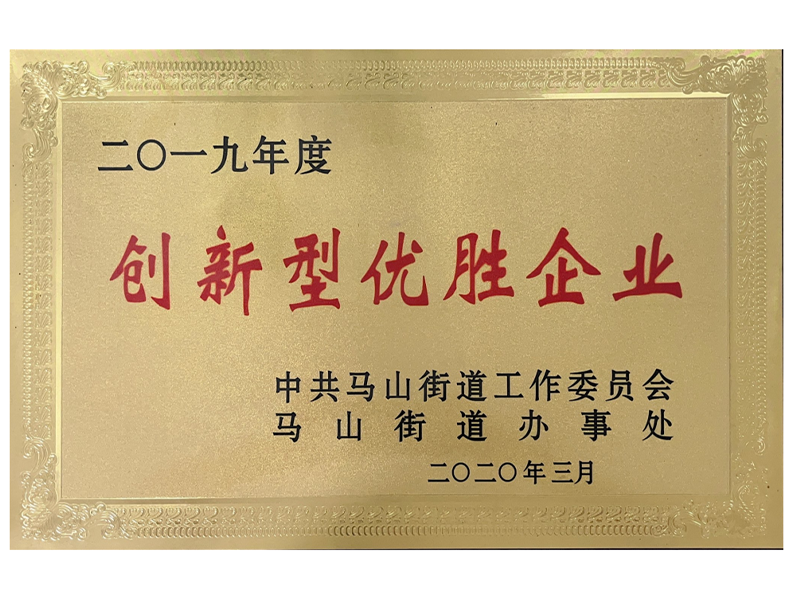 二〇一九年度
创新型优胜企业
中共马山街道工作委员会
马山街道办事处
二〇二〇年三月